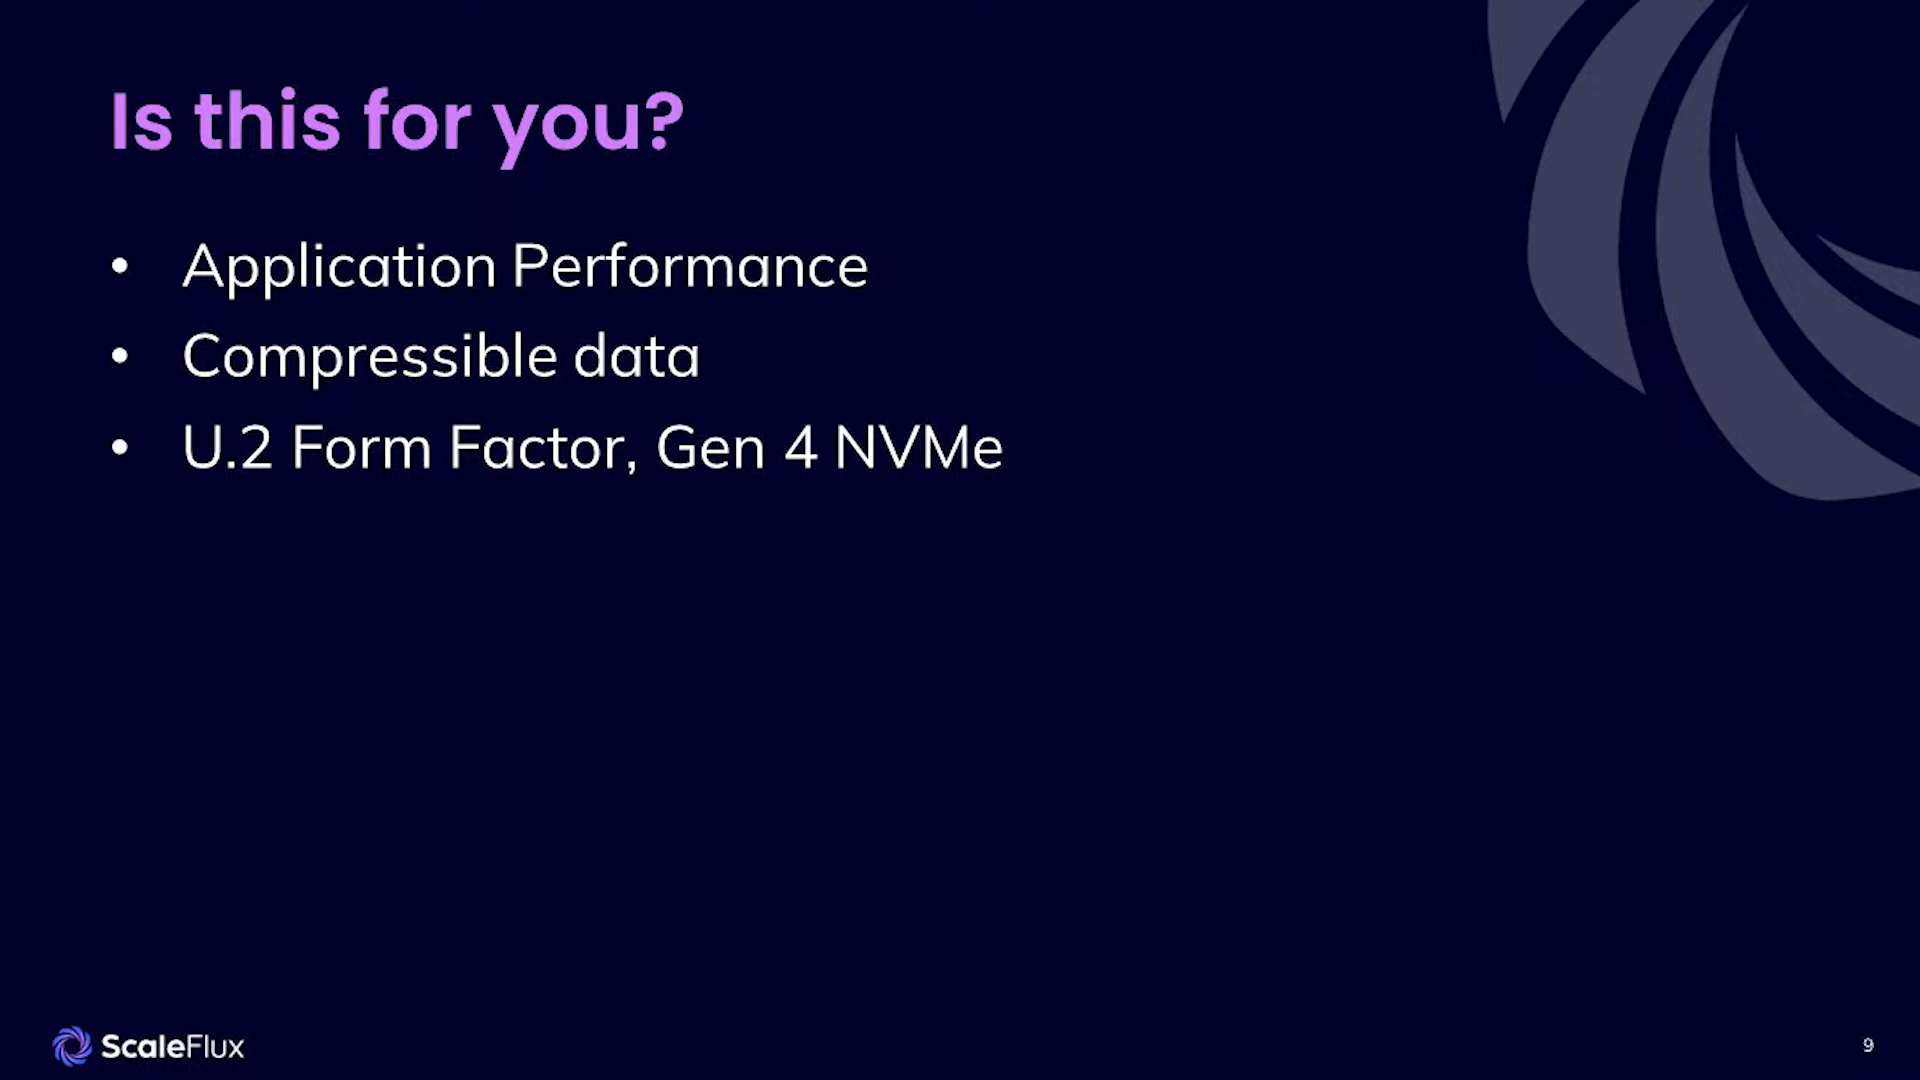 Is this for you?
• Application Performance
• Compressible data
• U.2 Form Factor, Gen 4 NVMe
ScaleFlux
9